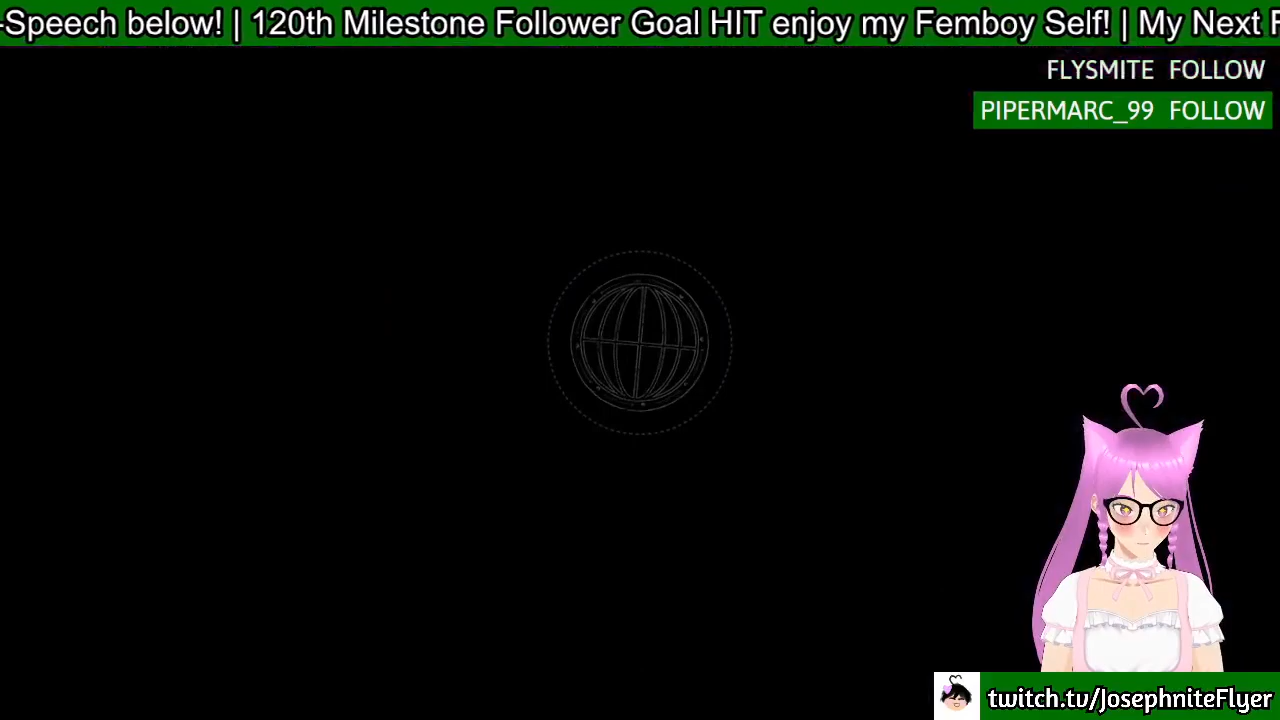 -Speech below! | 120th Milestone Follower Goal HIT enjoy my Femboy Self! | My Next
FLYSMITE FOLLOW
PIPERMARC_99 FOLLOW
twitch.tv/JosephniteFlyer